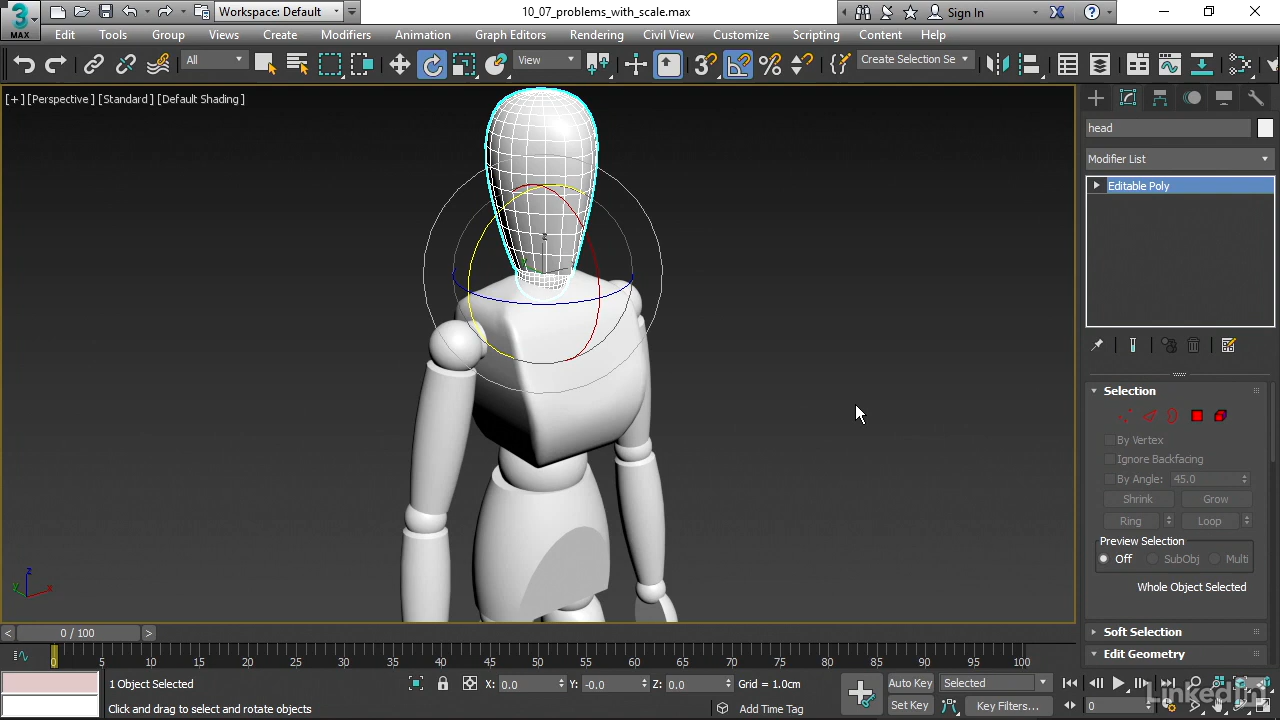 3
MAX
Workspace: Default
10_07_problems_with_scale.max
Sign In
Edit Tools Group Views Create Modifiers Animation Graph Editors Rendering Civil View Customize Scripting Content Help
All
View
3
Create Selection Se
[+] [Perspective] [Standard] [Default Shading]
head
Modifier List
Editable Poly
z
Selection
By Vertex
Ignore Backfacing
By Angle: 45.0
Shrink Grow
Ring Loop
Preview Selection
Off SubObj Multi
Whole Object Selected
z
y x
< 0 / 100 >
Soft Selection
Edit Geometry
0 5 10 15 20 25 30 35 40 45 50 55 60 65 70 75 80 85 90 95 100
1 Object Selected
X: 0.0 Y: -0.0 Z: 0.0 Grid = 1.0cm
Auto Key Selected
Click and drag to select and rotate objects
Add Time Tag
Set Key Key Filters... 0
LinkedIn